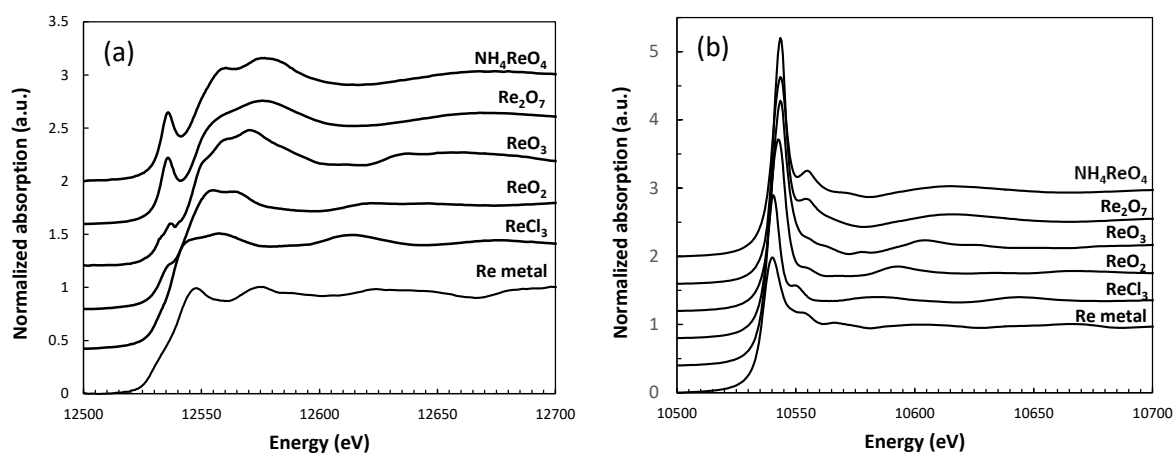 (a)
Normalized absorption (a.u.)
3.5
3
2.5
2
1.5
1
0.5
0
NH₄ReO₄
Re₂O₇
ReO₃
ReO₂
ReCl₃
Re metal
12500 12550 12600 12650 12700
Energy (eV)
(b)
Normalized absorption (a.u.)
5
4
3
2
1
0
NH₄ReO₄
Re₂O₇
ReO₃
ReO₂
ReCl₃
Re metal
10500 10550 10600 10650 10700
Energy (eV)